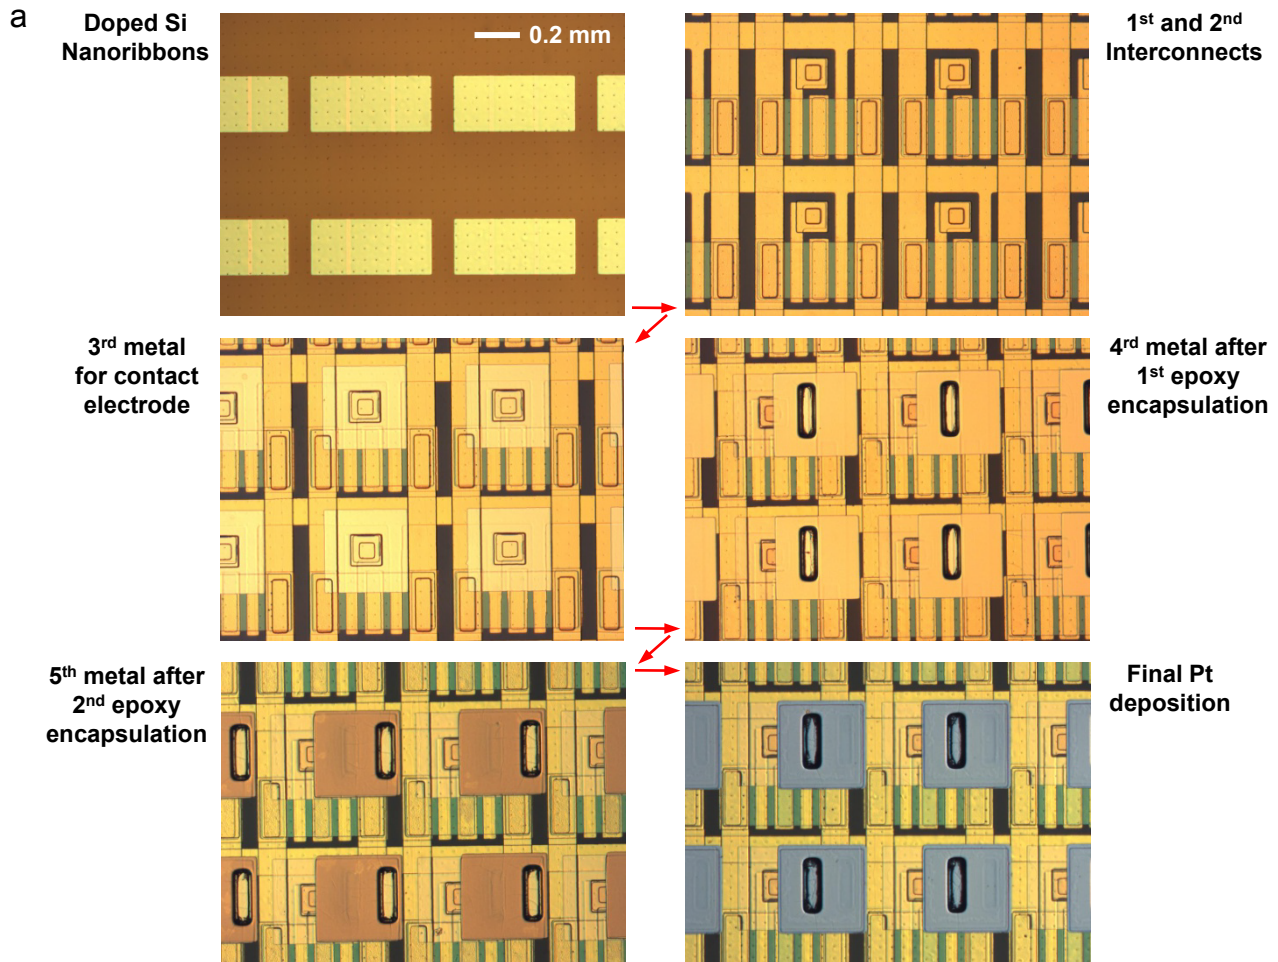 a
Doped Si
Nanoribbons
0.2 mm
1st and 2nd
Interconnects
3rd metal
for contact
electrode
4rd metal after
1st epoxy
encapsulation
5th metal after
2nd epoxy
encapsulation
Final Pt
deposition